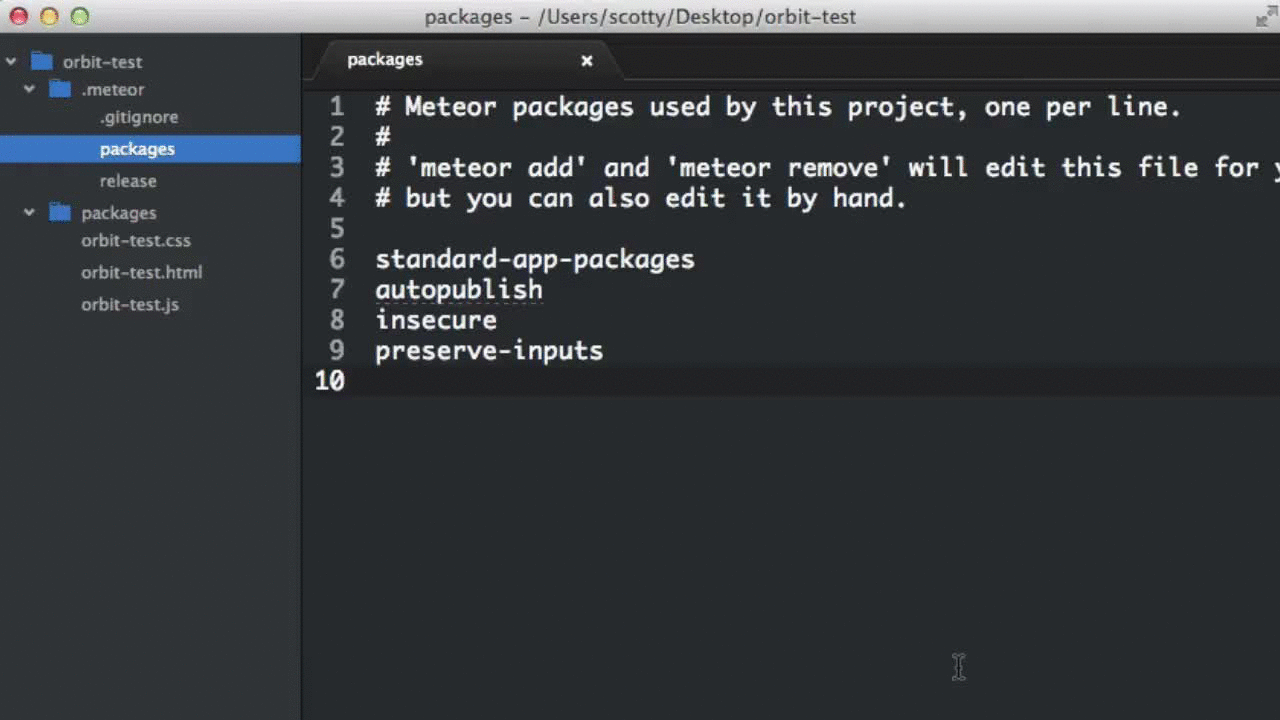 packages - /Users/scotty/Desktop/orbit-test
orbit-test
.meteor
.gitignore
packages
release
packages
orbit-test.css
orbit-test.html
orbit-test.js
packages
1 # Meteor packages used by this project, one per line.
2 #
3 # 'meteor add' and 'meteor remove' will edit this file for
4 # but you can also edit it by hand.
5
6 standard-app-packages
7 autopublish
8 insecure
9 preserve-inputs
10